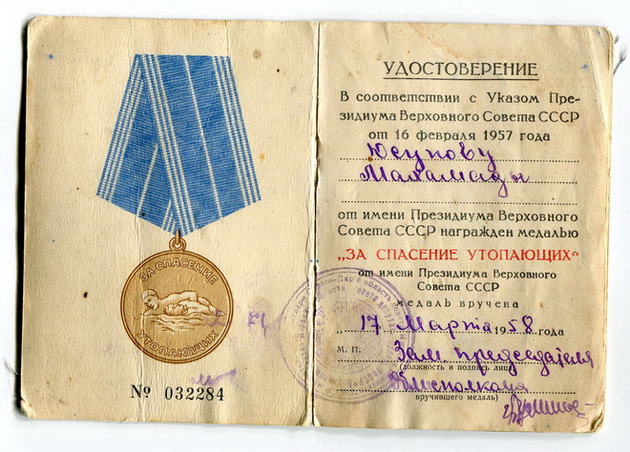 ЗА СПАСЕНИЕ
УТОПАЮЩИХ
№ 032284
УДОСТОВЕРЕНИЕ
В соответствии с Указом Пре-
зидиума Верховного Совета СССР
от 16 февраля 1957 года
Юсупову
Маламады
от имени Президиума Верховного
Совета СССР награжден медалью
„ЗА СПАСЕНИЕ УТОПАЮЩИХ“
от имени Президиума Верховного
Совета СССР
медаль вручена
„17 Марта 1958 года
М. П. Зам председателя
(должность и подпись лица,
Исполкома
вручившего медаль)